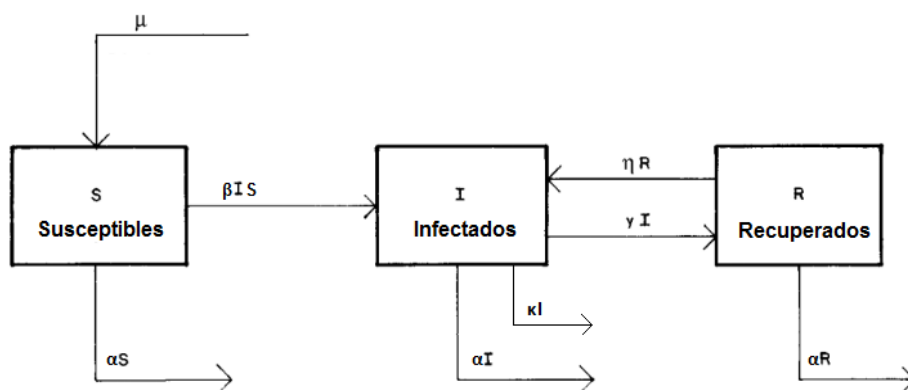 μ
S
Susceptibles
βI S
I
Infectados
η R
γ I
R
Recuperados
αS
αI
κI
αR